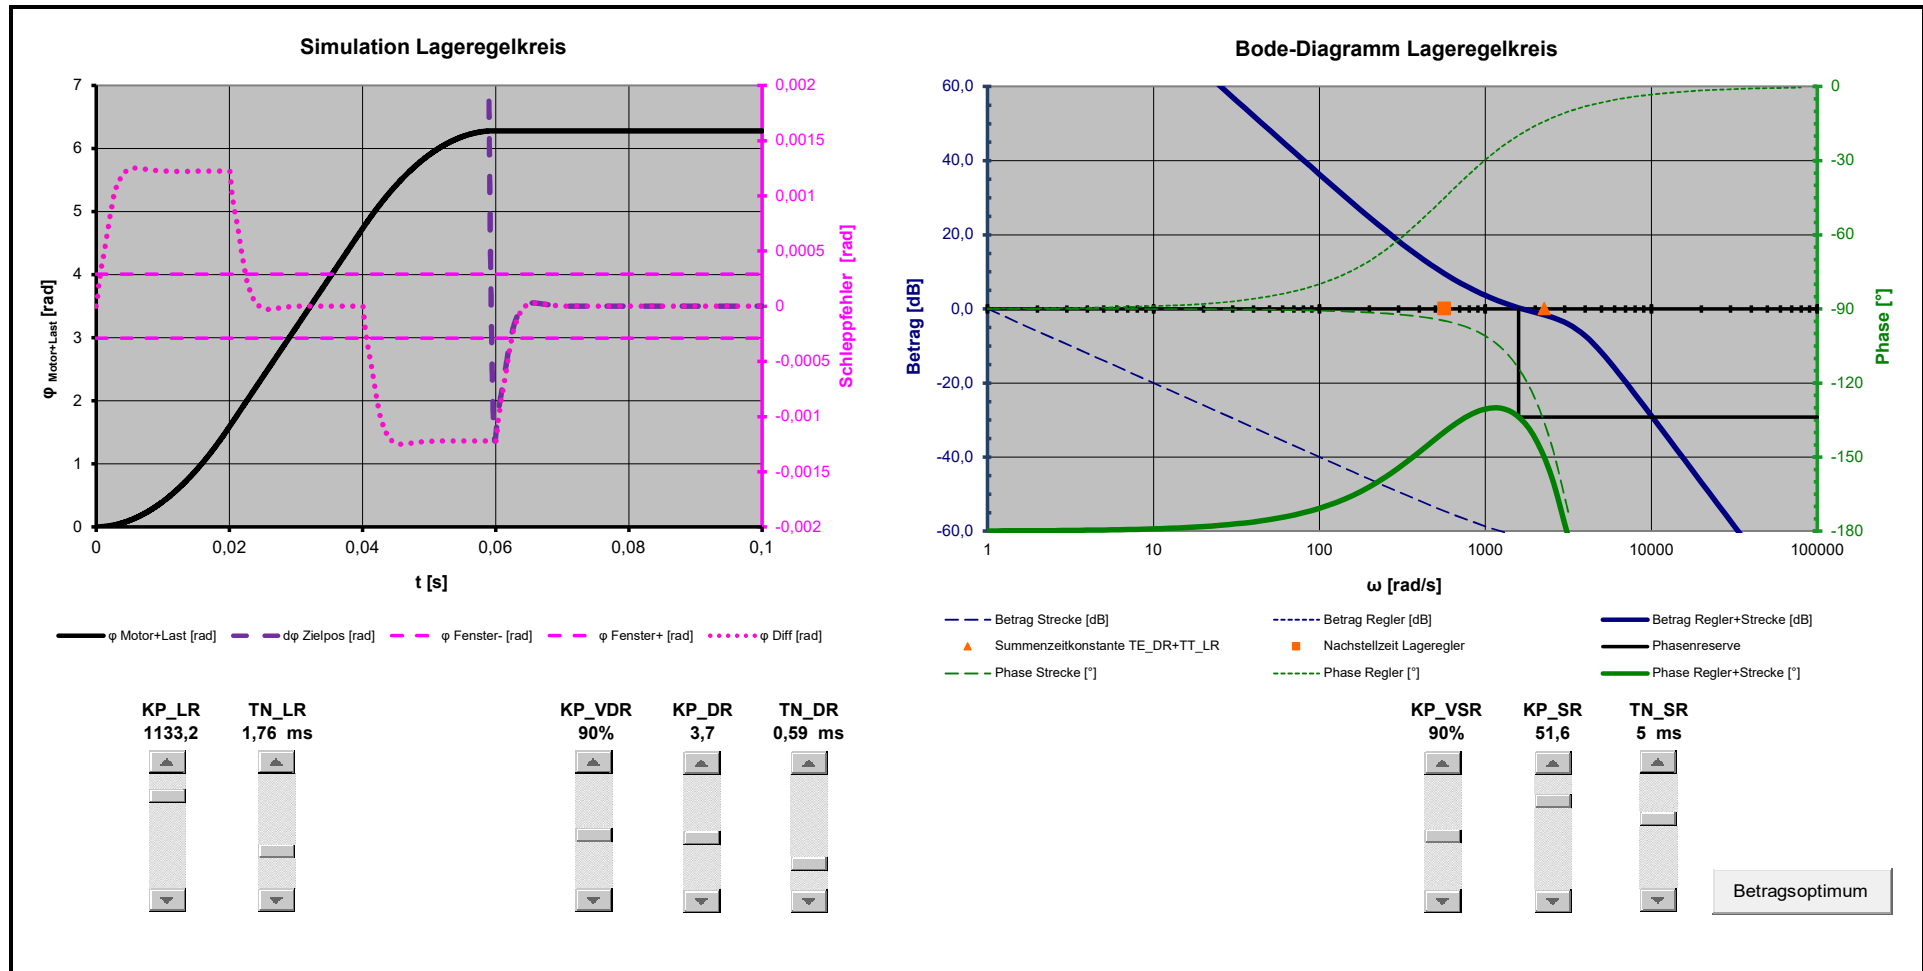 Simulation Lageregelkreis
7
6
5
4
3
2
1
0
φ Motor+Last [rad]
0,002
0,0015
0,001
0,0005
0
-0,0005
-0,001
-0,0015
-0,002
Schleppfehler [rad]
0 0,02 0,04 0,06 0,08 0,1
t [s]
φ Motor+Last [rad] dφ Zielpos [rad] φ Fenster- [rad] φ Fenster+ [rad] φ Diff [rad]
Bode-Diagramm Lageregelkreis
60,0
40,0
20,0
0,0
-20,0
-40,0
-60,0
Betrag [dB]
0
-30
-60
-90
-120
-150
-180
Phase [°]
1 10 100 1000 10000 100000
ω [rad/s]
Betrag Strecke [dB] Betrag Regler [dB] Betrag Regler+Strecke [dB]
Summenzeitkonstante TE_DR+TT_LR Nachstellzeit Lageregler Phasenreserve
Phase Strecke [°] Phase Regler [°] Phase Regler+Strecke [°]
KP_LR TN_LR KP_VDR KP_DR TN_DR KP_VSR KP_SR TN_SR
1133,2 1,76 ms 90% 3,7 0,59 ms 90% 51,6 5 ms
Betragsoptimum